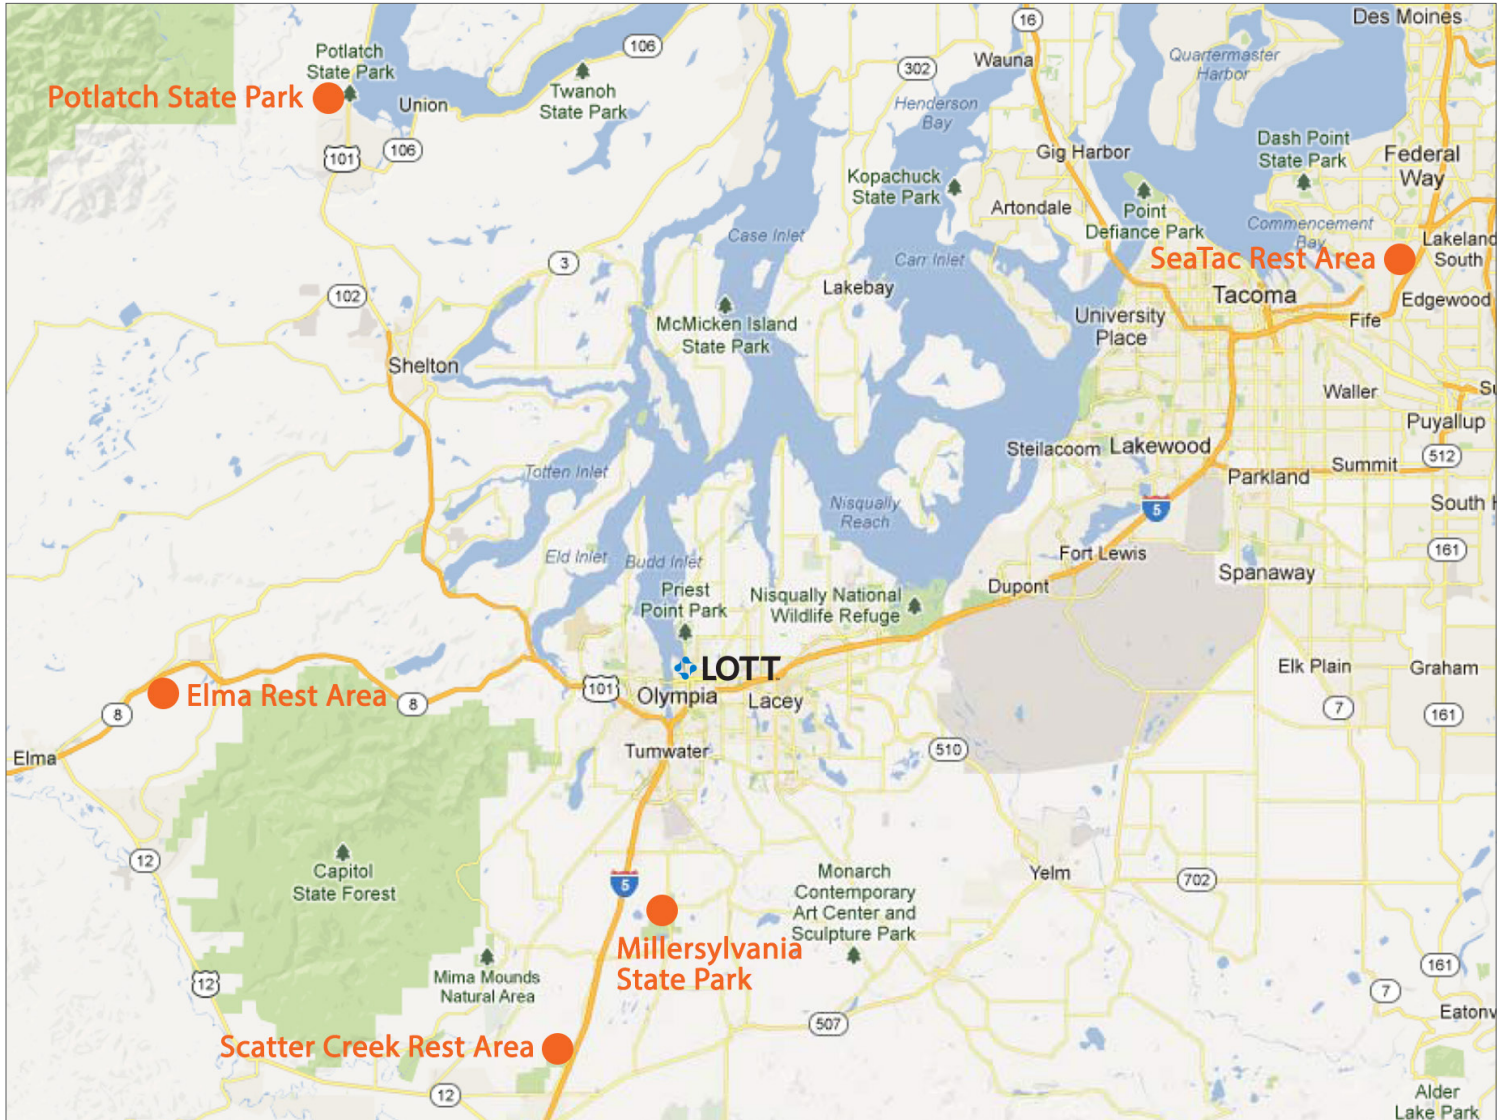 Des Moines
16
Potlatch
State Park
106
Wauna
Quartermaster
Harbor
302
Potlatch State Park
Union
Twanoh
State Park
Henderson
Bay
101
106
Gig Harbor
Dash Point
State Park
Federal
Way
Kopachuck
State Park
Artondale
Point
Defiance Park
Case Inlet
Commencement
Bay
Lakeland
South
3
Carr Inlet
SeaTac Rest Area
102
Lakebay
Tacoma
Edgewood
McMicken Island
State Park
University
Place
Fife
Shelton
Waller
Su
Puyallup
Steilacoom
Lakewood
512
Totten Inlet
Parkland
Summit
Nisqually
Reach
5
South H
Eld Inlet
Budd Inlet
Fort Lewis
161
Priest
Point Park
Nisqually National
Wildlife Refuge
Dupont
Spanaway
LOTT
Elk Plain
Graham
Elma Rest Area
8
8
101
Olympia
Lacey
7
161
Elma
Tumwater
510
12
Capitol
State Forest
5
Monarch
Contemporary
Art Center and
Sculpture Park
Yelm
702
Millersylvania
State Park
Mima Mounds
Natural Area
12
161
7
Eatonv
Scatter Creek Rest Area
507
12
Alder
Lake Park